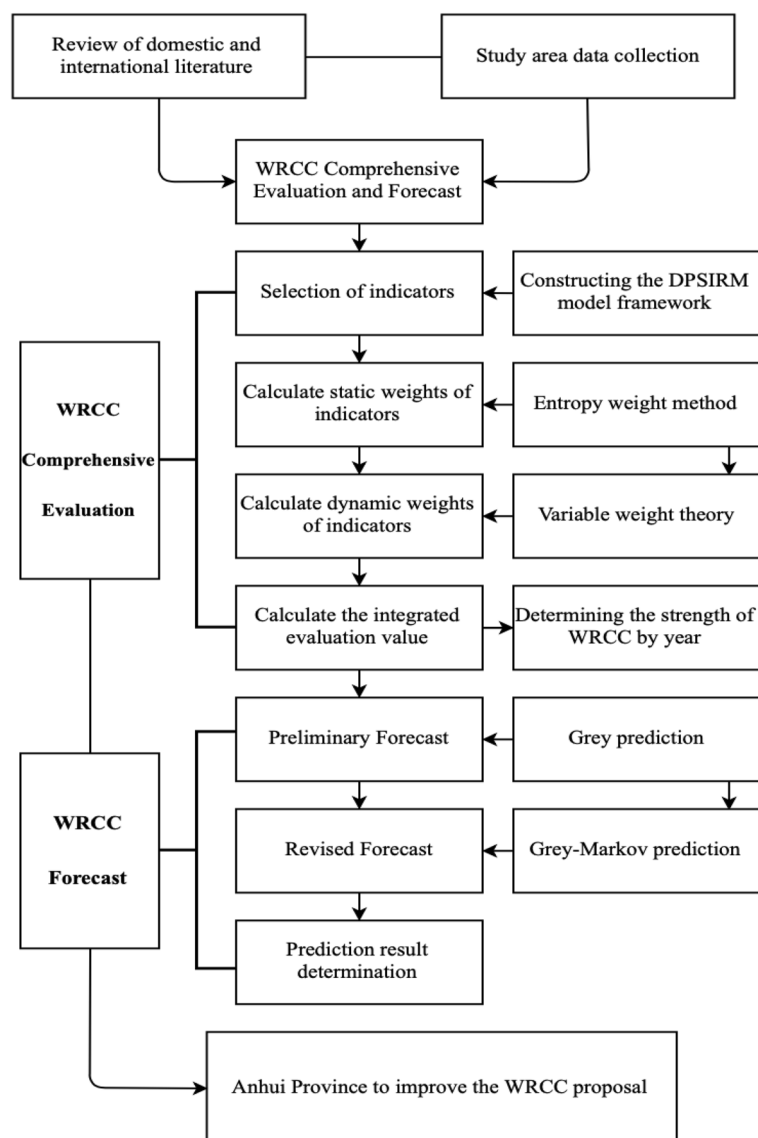 Review of domestic and
international literature
Study area data collection
WRCC Comprehensive
Evaluation and Forecast
Selection of indicators
Constructing the DPSIRM
model framework
WRCC
Comprehensive
Evaluation
Calculate static weights of
indicators
Entropy weight method
Calculate dynamic weights
of indicators
Variable weight theory
Calculate the integrated
evaluation value
Determining the strength of
WRCC by year
Preliminary Forecast
Grey prediction
WRCC
Forecast
Revised Forecast
Grey-Markov prediction
Prediction result
determination
Anhui Province to improve the WRCC proposal